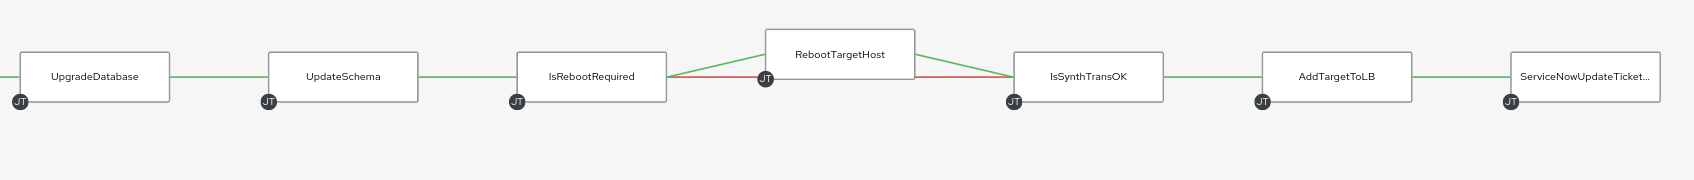 UpgradeDatabase
JT
UpdateSchema
JT
IsRebootRequired
JT
RebootTargetHost
JT
IsSynthTransOK
JT
AddTargetToLB
JT
ServiceNowUpdateTicket...
JT